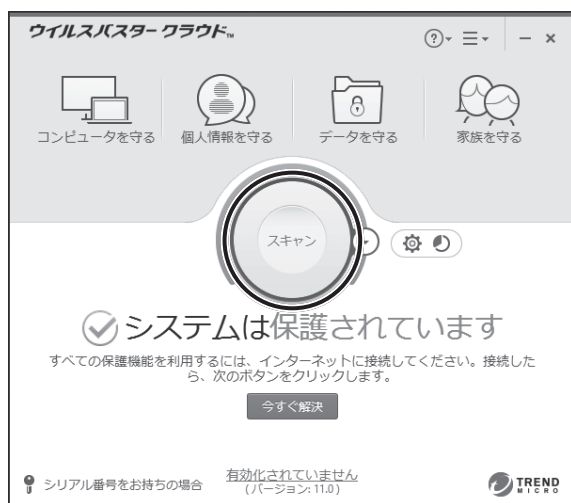 ウイルスバスター クラウド™
コンピュータを守る 個人情報を守る データを守る 家族を守る
スキャン
システムは保護されています
すべての保護機能を利用するには、インターネットに接続してください。接続した
ら、次のボタンをクリックします。
今すぐ解決
シリアル番号をお持ちの場合 有効化されていません
(バージョン: 11.0)
TREND
MICRO